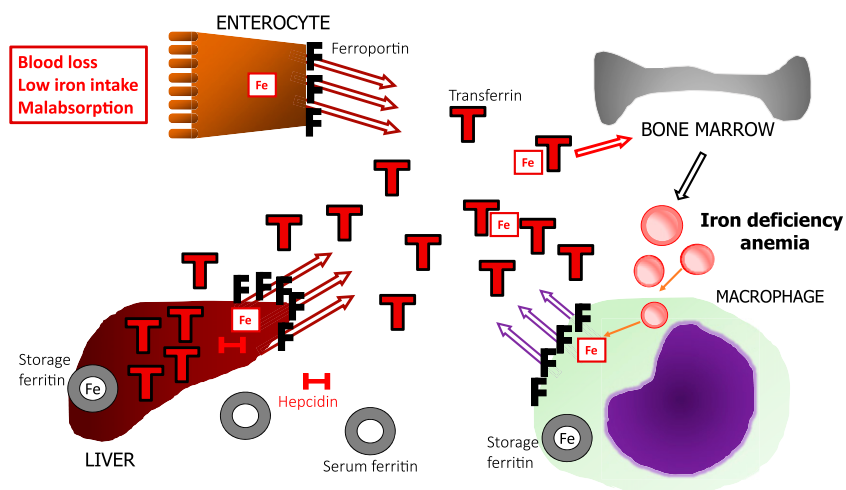 ENTEROCYTE
Blood loss
Low iron intake
Malabsorption
Fe
F
F
F
Ferroportin
Transferrin
T
Fe
T
BONE MARROW
T
T
T
T
Fe
T
T
T
T
T
T
Iron deficiency
anemia
MACROPHAGE
F
F
F
F
F
Fe
T
T
T
T
Storage
ferritin
Fe
LIVER
Hepcidin
Serum ferritin
F
F
F
F
Fe
Storage
ferritin
Fe